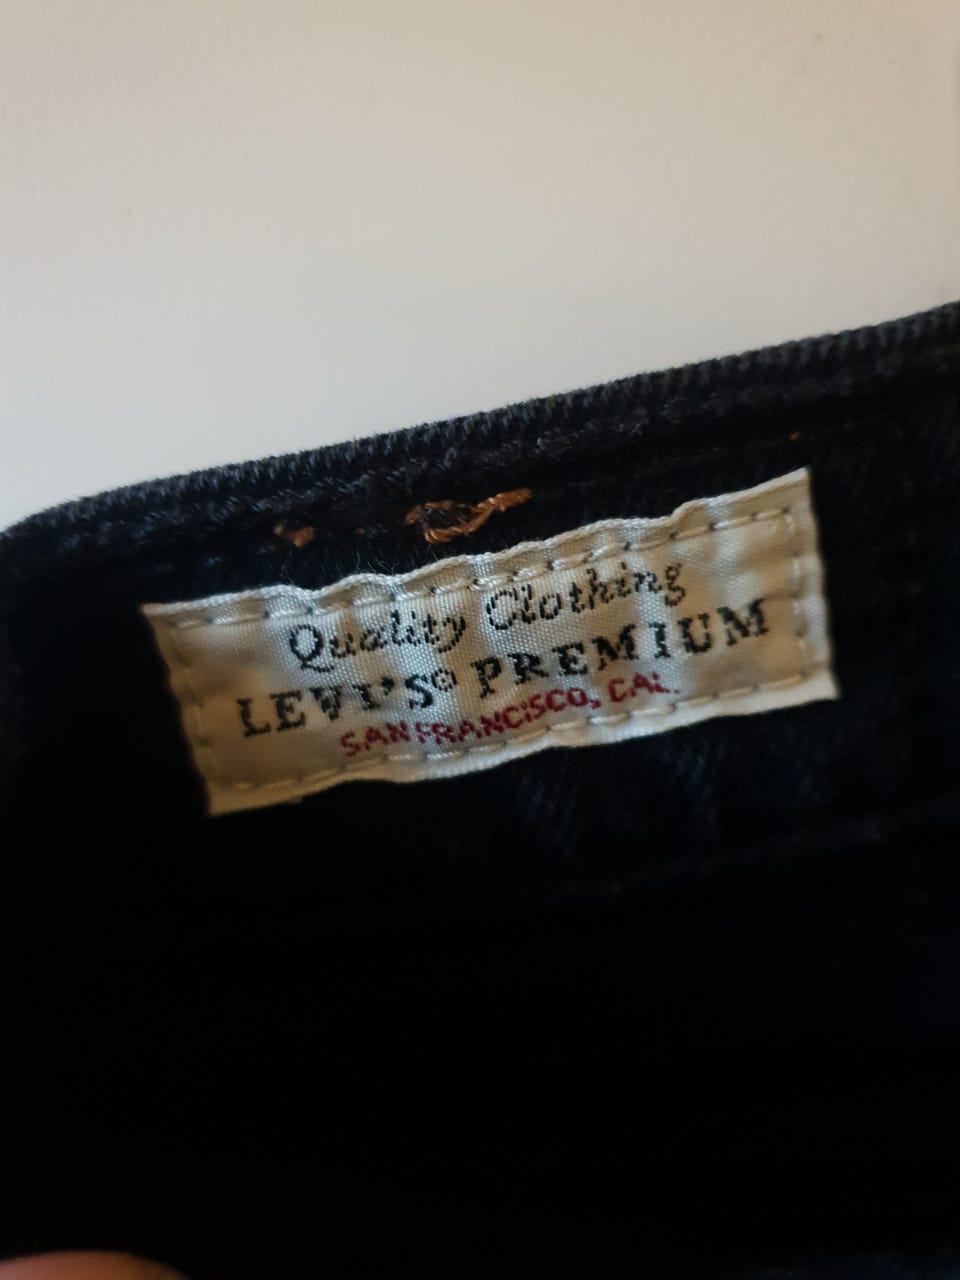 Quality Clothing
LEVI'S® PREMIUM
SAN FRANCISCO, CAL.